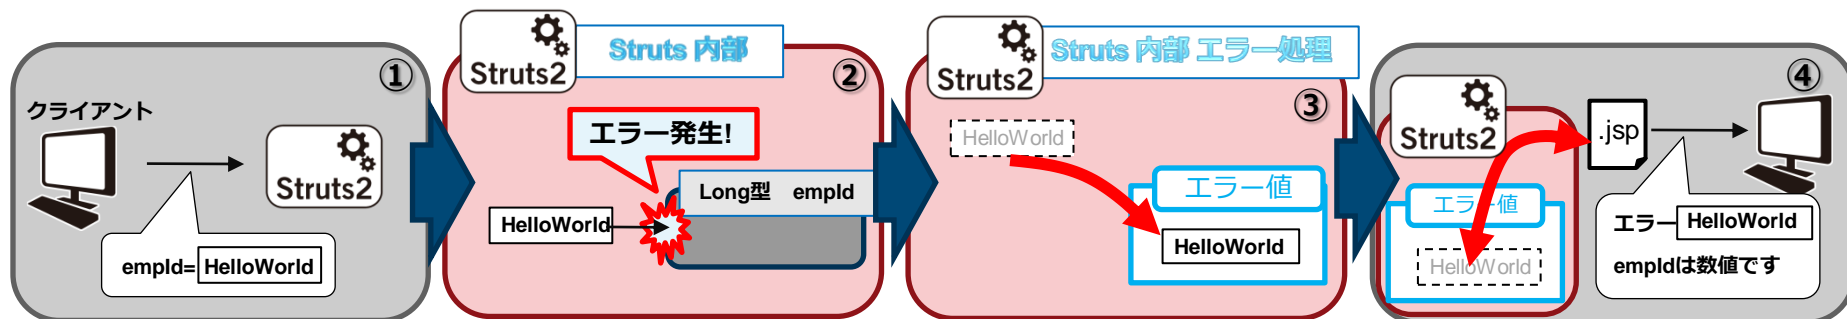 ①
クライアント
Struts2
empId= HelloWorld
Struts2
Struts 内部
②
エラー発生!
Long型 empId
HelloWorld
Struts2
Struts 内部 エラー処理
③
HelloWorld
エラー値
HelloWorld
④
Struts2
.jsp
エラー値
HelloWorld
エラー HelloWorld
empIdは数値です